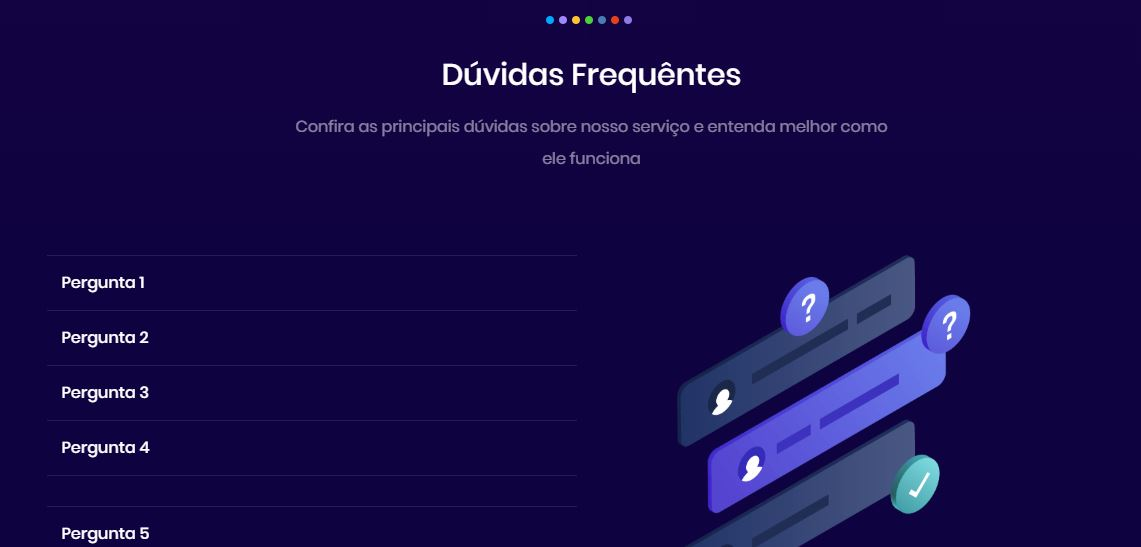 Dúvidas Frequêntes
Confira as principais dúvidas sobre nosso serviço e entenda melhor como
ele funciona
Pergunta 1
Pergunta 2
Pergunta 3
Pergunta 4
Pergunta 5
?
?